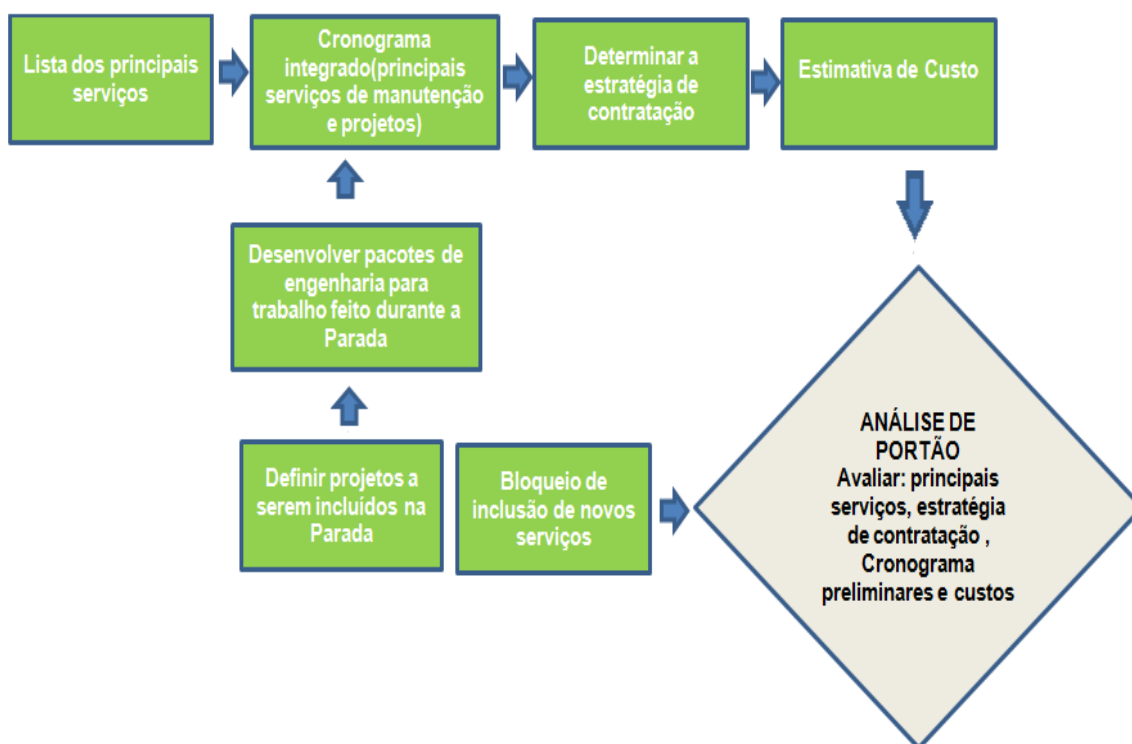 Lista dos principais
serviços
Cronograma
integrado(principais
serviços de manutenção
e projetos)
Determinar a
estratégia de
contratação
Estimativa de Custo
Desenvolver pacotes de
engenharia para
trabalho feito durante a
Parada
Definir projetos a
serem incluídos na
Parada
Bloqueio de
inclusão de novos
serviços
ANÁLISE DE
PORTÃO
Avaliar: principais
serviços, estratégia
de contratação ,
Cronograma
preliminares e custos